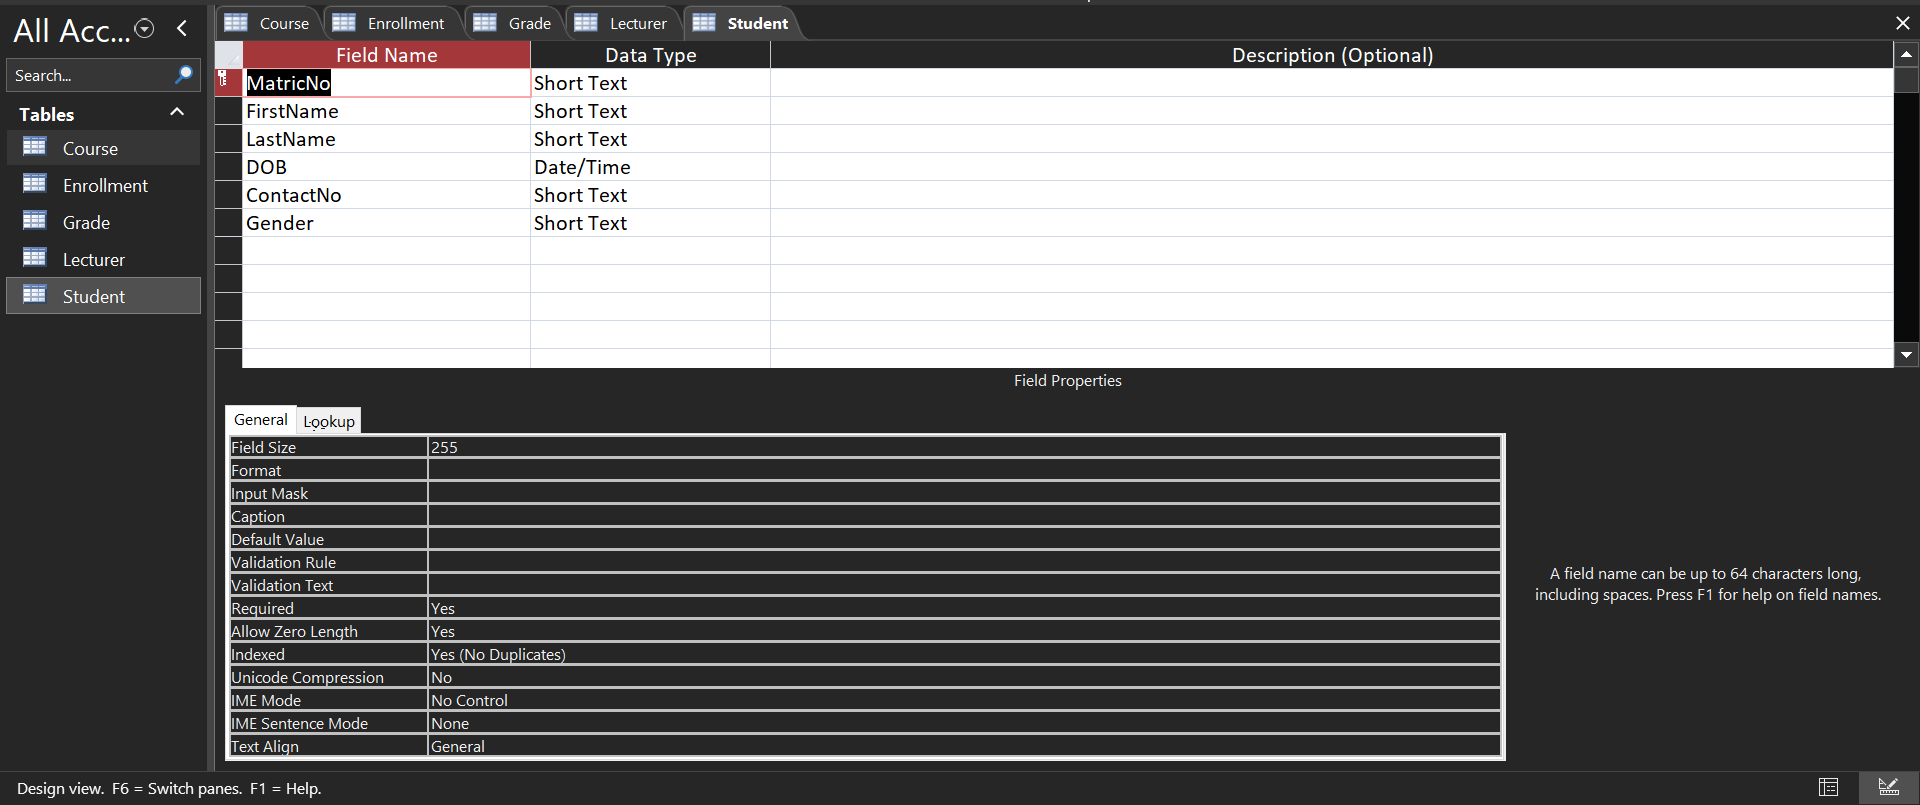 All Acc...
Search...
Tables
Course
Enrollment
Grade
Lecturer
Student
Course Enrollment Grade Lecturer Student
Field Name Data Type Description (Optional)
MatricNo Short Text
FirstName Short Text
LastName Short Text
DOB Date/Time
ContactNo Short Text
Gender Short Text
Field Properties
General Lookup
Field Size 255
Format
Input Mask
Caption
Default Value
Validation Rule
Validation Text
Required Yes
Allow Zero Length Yes
Indexed Yes (No Duplicates)
Unicode Compression No
IME Mode No Control
IME Sentence Mode None
Text Align General
A field name can be up to 64 characters long,
including spaces. Press F1 for help on field names.
Design view. F6 = Switch panes. F1 = Help.